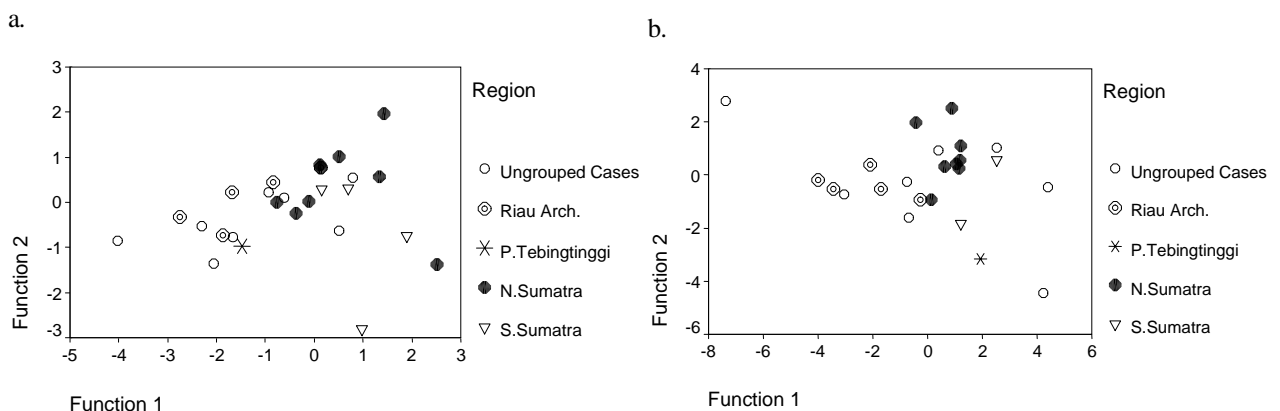 a.
3
2
1
0
-1
-2
-3
Function 2
-5
-4
-3
-2
-1
0
1
2
3
Function 1
Region
Ungrouped Cases
Riau Arch.
P.Tebingtinggi
N.Sumatra
S.Sumatra
b.
4
2
0
-2
-4
-6
Function 2
-8
-6
-4
-2
0
2
4
6
Function 1
Region
Ungrouped Cases
Riau Arch.
P.Tebingtinggi
N.Sumatra
S.Sumatra